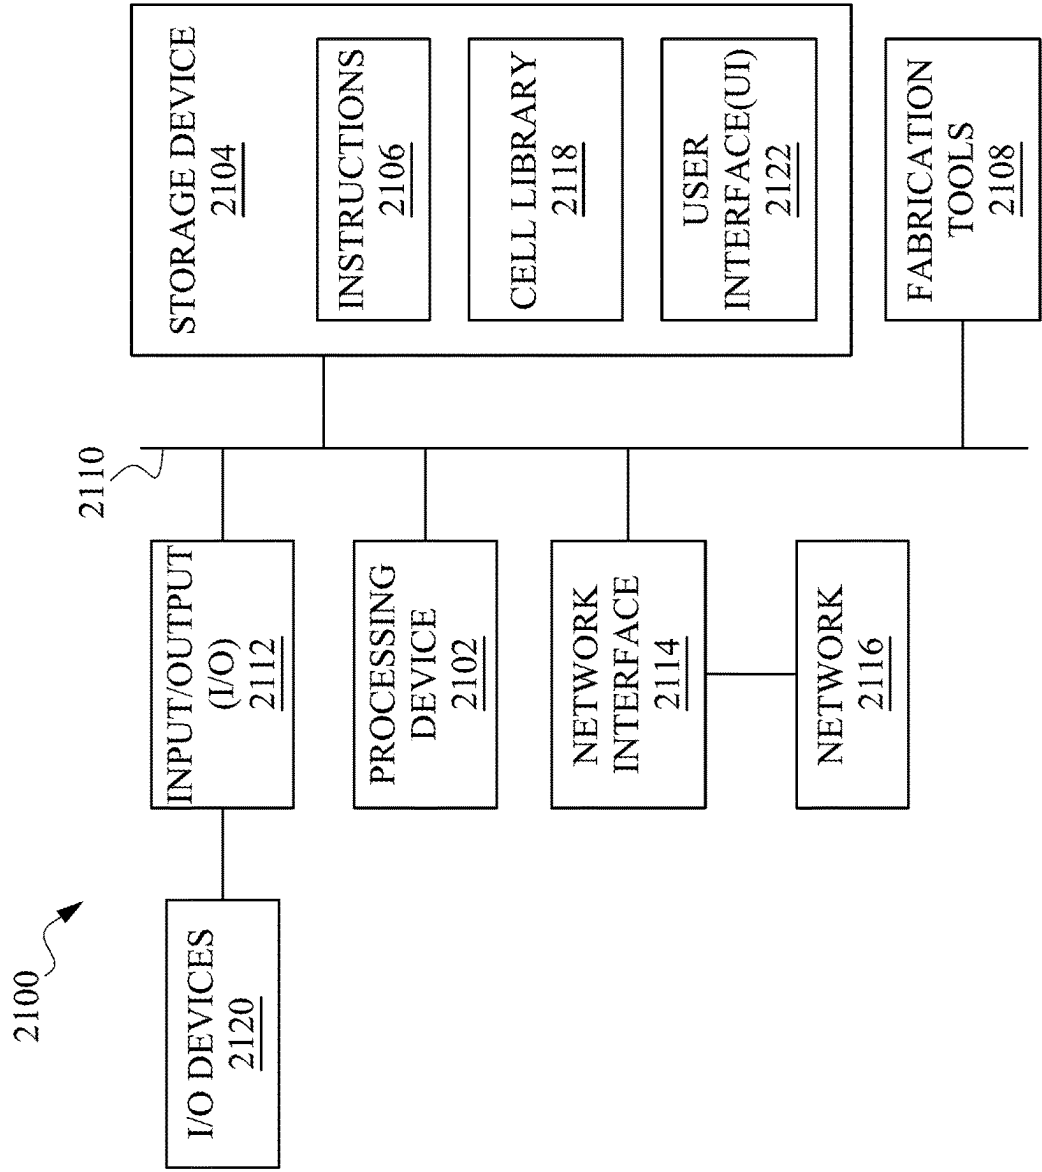 2100
I/O DEVICES
2120
INPUT/OUTPUT
(I/O)
2112
PROCESSING
DEVICE
2102
NETWORK
INTERFACE
2114
NETWORK
2116
2110
STORAGE DEVICE
2104
INSTRUCTIONS
2106
CELL LIBRARY
2118
USER
INTERFACE(UI)
2122
FABRICATION
TOOLS
2108